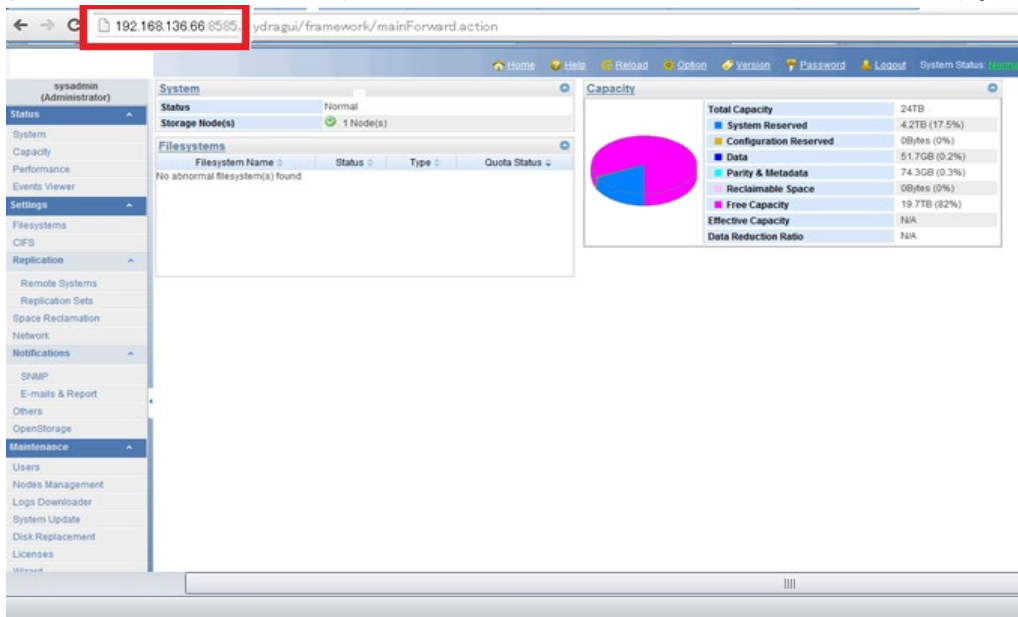 192.168.136.66:8585 ydragui/framework/mainForward.action
Home Help Reload Option Version Password Logout System Status: Normal
sysadmin
(Administrator)
Status
System
Capacity
Performance
Events Viewer
Settings
Filesystems
CIFS
Replication
Remote Systems
Replication Sets
Space Reclamation
Network
Notifications
SNMP
E-mails & Report
Others
OpenStorage
Maintenance
Users
Nodes Management
Logs Downloader
System Update
Disk Replacement
Licenses
Wizard
System
Status Normal
Storage Node(s) 1 Node(s)
Filesystems
Filesystem Name Status Type Quota Status
No abnormal filesystem(s) found
Capacity
Total Capacity 24TB
System Reserved 4.2TB (17.5%)
Configuration Reserved 0Bytes (0%)
Data 51.7GB (0.2%)
Parity & Metadata 74.3GB (0.3%)
Reclaimable Space 0Bytes (0%)
Free Capacity 19.7TB (82%)
Effective Capacity N/A
Data Reduction Ratio N/A